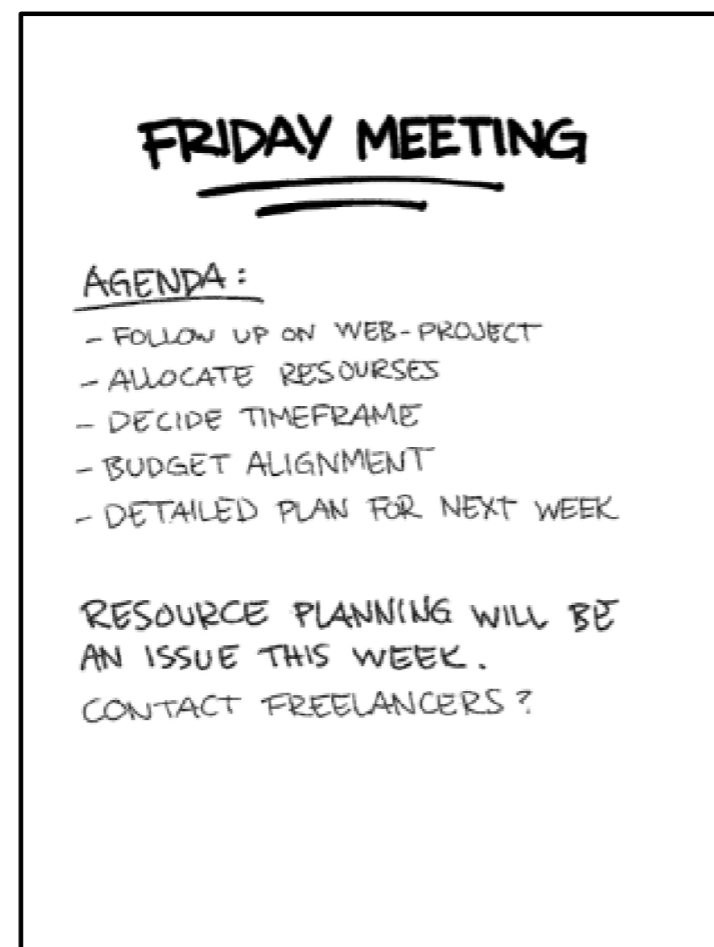 FRIDAY MEETING
AGENDA:
- FOLLOW UP ON WEB-PROJECT
- ALLOCATE RESOURSES
- DECIDE TIMEFRAME
- BUDGET ALIGNMENT
- DETAILED PLAN FOR NEXT WEEK
RESOURCE PLANNING WILL BE
AN ISSUE THIS WEEK.
CONTACT FREELANCERS?